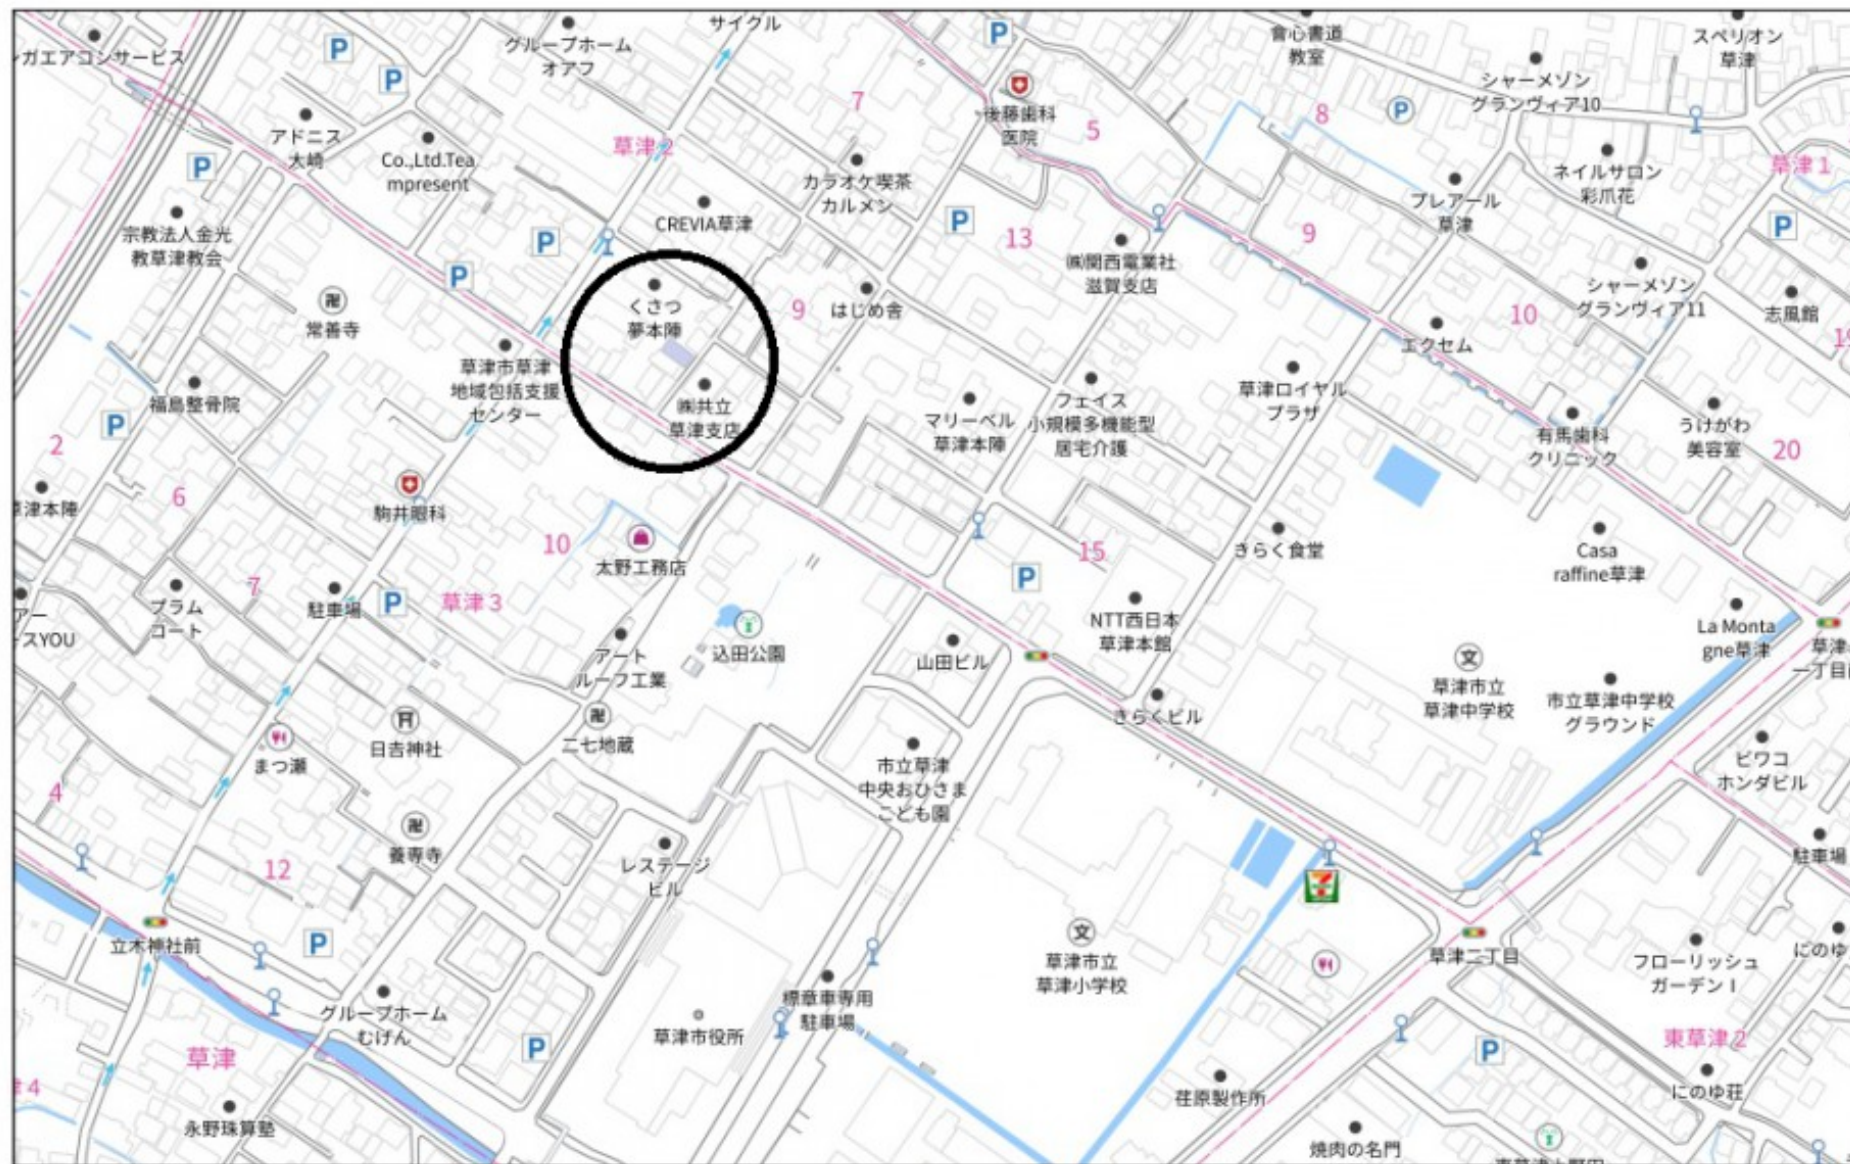 サイクル
グループホーム
オアフ
ガエアコンサービス
會心書道
教室
スペリオン
草津
シャーメゾン
グランヴィア10
後藤歯科
医院
7
5
8
アドニス
大崎
Co.,Ltd.Tea
mpresent
草津2
カラオケ喫茶
カルメン
ネイルサロン
彩爪花
草津1
プレアール
草津
CREVIA草津
宗教法人金光
教草津教会
13
9
㈱関西電業社
滋賀支店
シャーメゾン
グランヴィア11
くさつ
夢本陣
9
はじめ舎
10
志風館
常善寺
19
エクセム
草津市草津
地域包括支援
センター
福島整骨院
㈱共立
草津支店
マリーベル
草津本陣
フェイス
小規模多機能型
居宅介護
草津ロイヤル
プラザ
有馬歯科
クリニック
うけがわ
美容室
20
2
6
草津本陣
駒井眼科
10
太野工務店
15
きらく食堂
Casa
raffine草津
7
プラム
コート
駐車場
草津3
アー
スYOU
NTT西日本
草津本館
La Monta
gne草津
込田公園
アート
ルーフ工業
山田ビル
草津市立
草津中学校
市立草津中学校
グラウンド
きらくビル
日吉神社
二七地蔵
まつ瀬
市立草津
中央おひさま
こども園
ビワコ
ホンダビル
4
養専寺
12
レステージ
ビル
駐車場
立木神社前
草津市立
草津小学校
草津二丁目
フローリッシュ
ガーデンⅠ
にのゆ
グループホーム
むげん
標章車専用
駐車場
草津市役所
草津
東草津2
4
荏原製作所
にのゆ荘
永野珠算塾
焼肉の名門